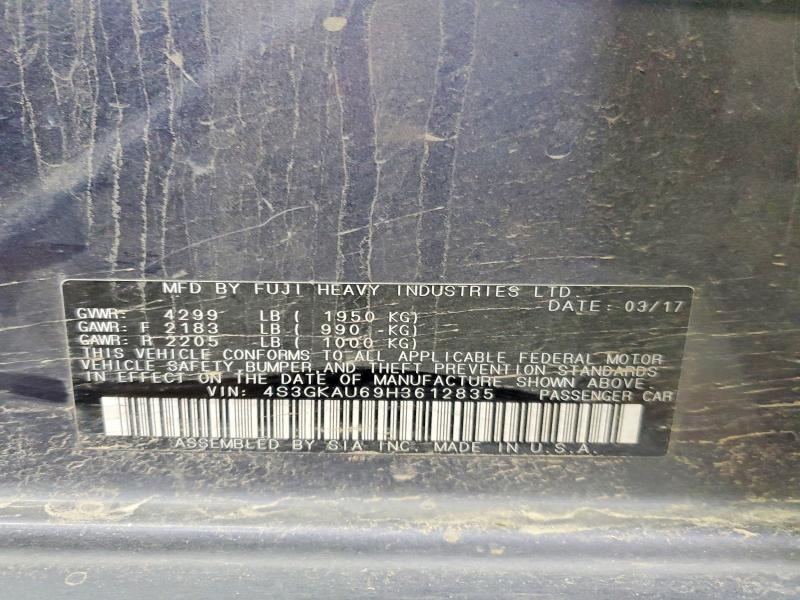 MFD BY FUJI HEAVY INDUSTRIES LTD.
DATE: 03/17
GVWR: 4299 LB ( 1950 KG)
GAWR: F 2183 LB ( 990 KG)
GAWR: R 2205 LB ( 1000 KG)
THIS VEHICLE CONFORMS TO ALL APPLICABLE FEDERAL MOTOR
VEHICLE SAFETY, BUMPER, AND THEFT PREVENTION STANDARDS
IN EFFECT ON THE DATE OF MANUFACTURE SHOWN ABOVE.
VIN: 4S3GKAU69H3612835 PASSENGER CAR
ASSEMBLED BY SIA INC. MADE IN U.S.A.